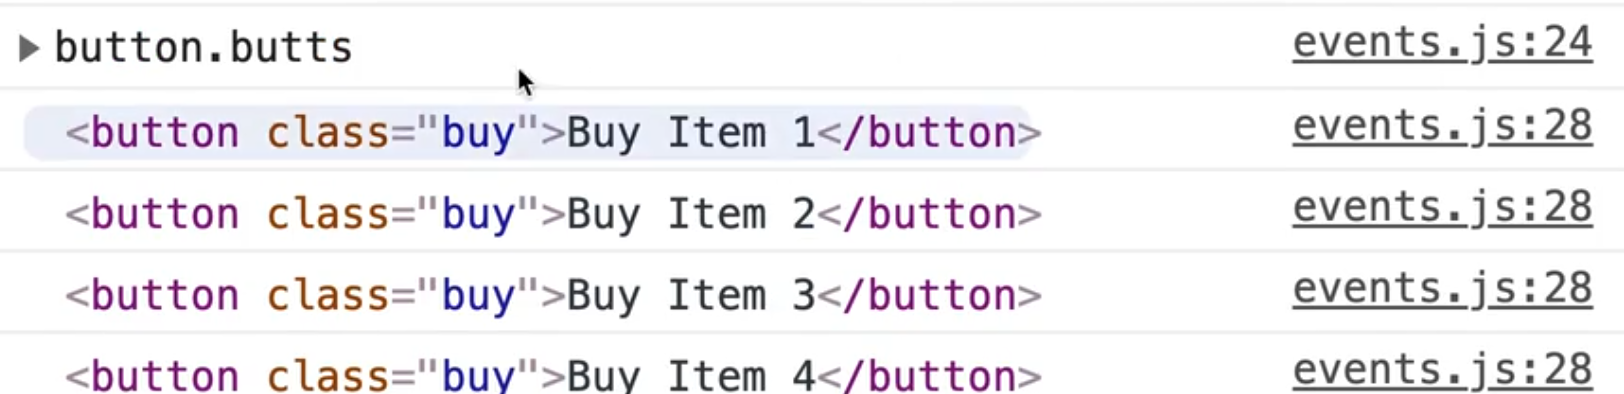 button.butts events.js:24
<button class="buy">Buy Item 1</button> events.js:28
<button class="buy">Buy Item 2</button> events.js:28
<button class="buy">Buy Item 3</button> events.js:28
<button class="buy">Buy Item 4</button> events.js:28